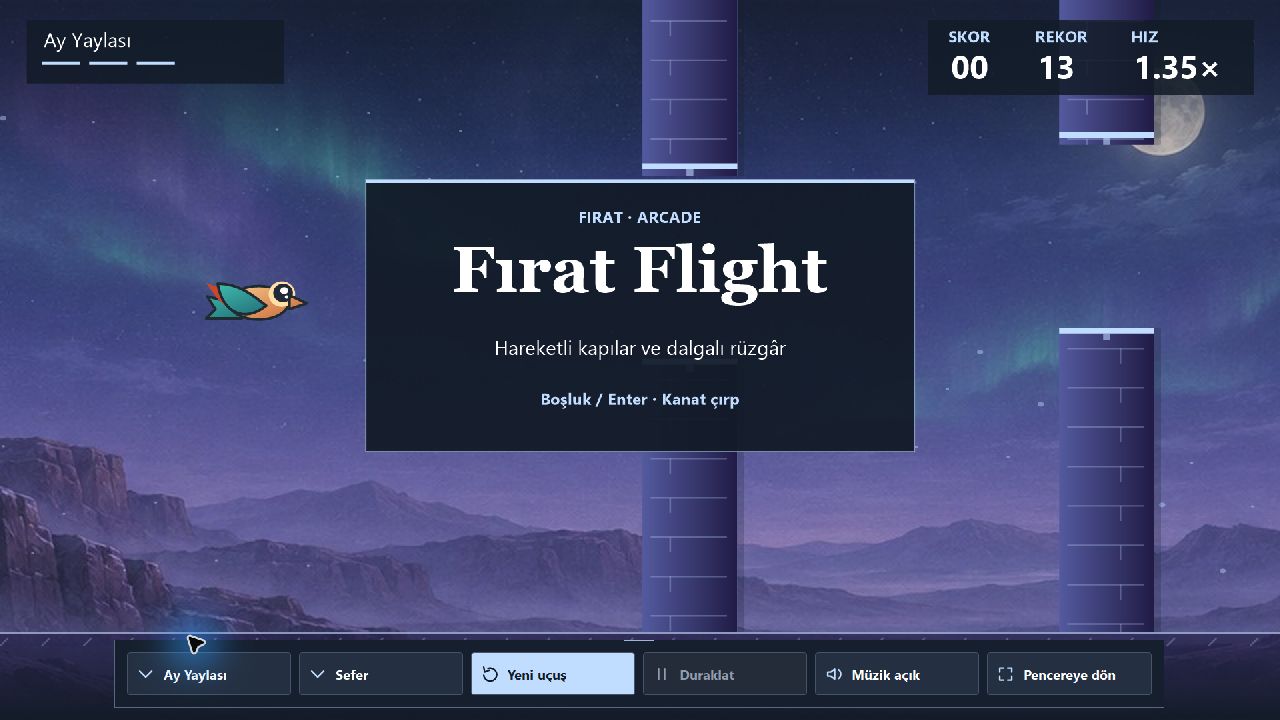 Ay Yaylası
SKOR REKOR HIZ
00 13 1.35×
FIRAT · ARCADE
Fırat Flight
Hareketli kapılar ve dalgalı rüzgâr
Boşluk / Enter · Kanat çırp
Ay Yaylası
Sefer
Yeni uçuş
Duraklat
Müzik açık
Pencereye dön